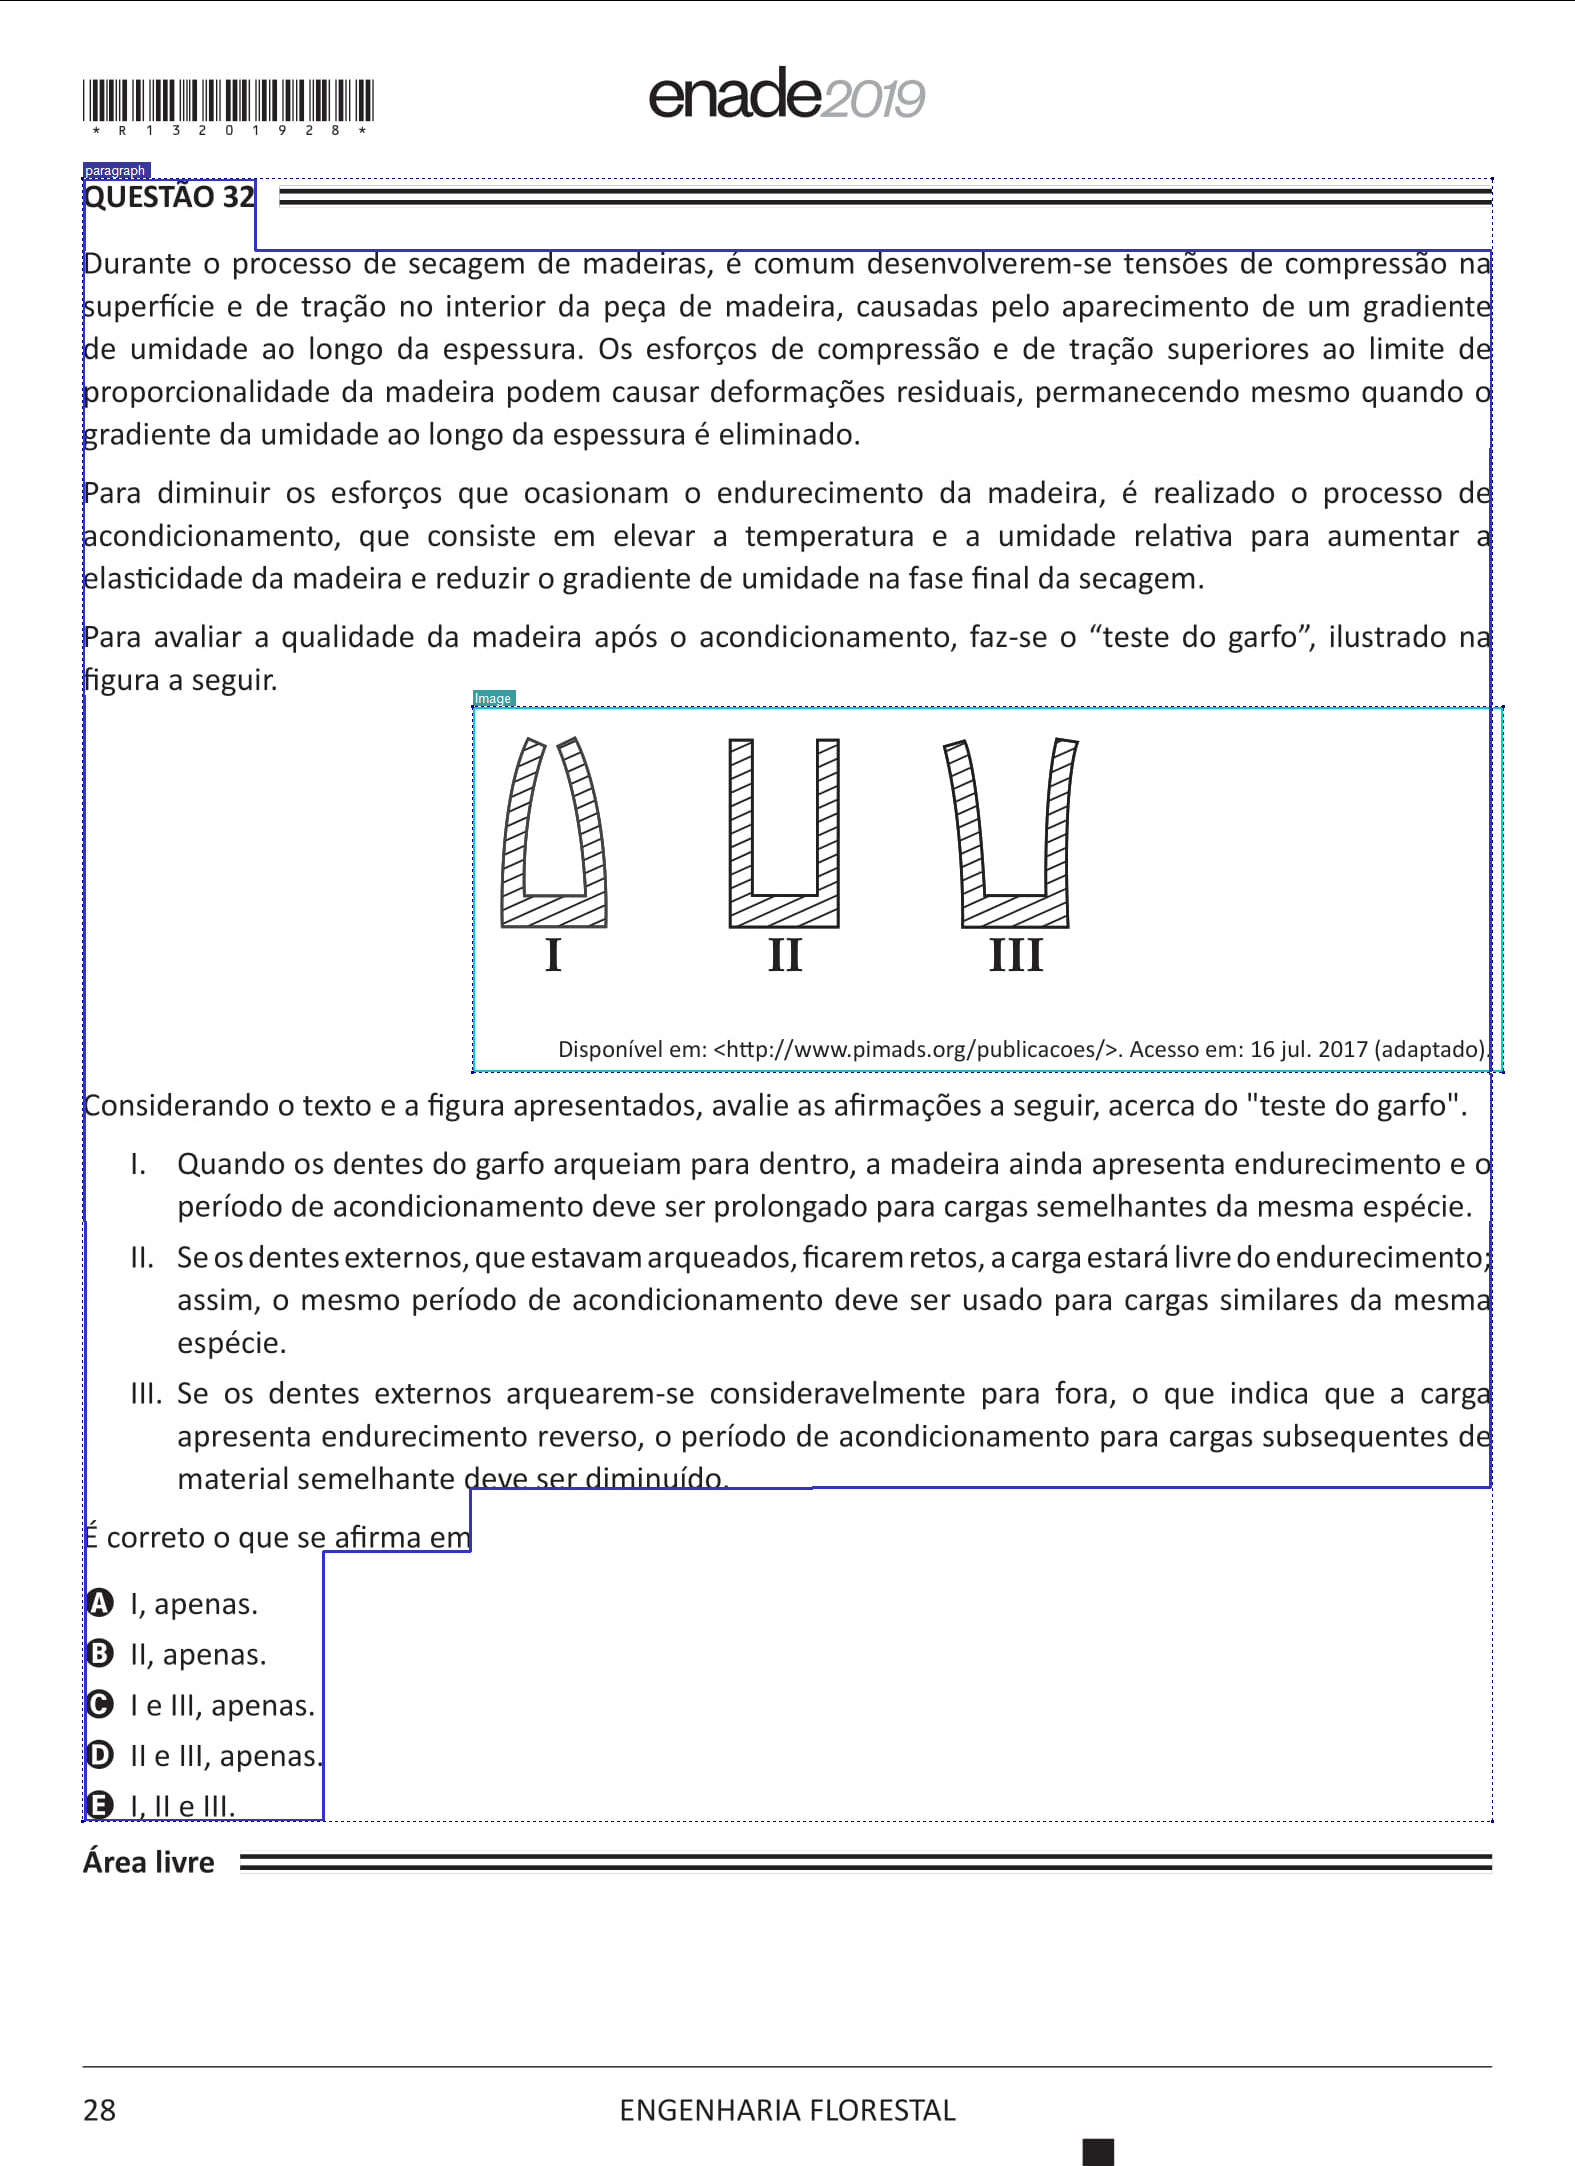 *R13201928*
enade2019
paragraph
QUESTÃO 32
Durante o processo de secagem de madeiras, é comum desenvolverem-se tensões de compressão na
superfície e de tração no interior da peça de madeira, causadas pelo aparecimento de um gradiente
de umidade ao longo da espessura. Os esforços de compressão e de tração superiores ao limite de
proporcionalidade da madeira podem causar deformações residuais, permanecendo mesmo quando o
gradiente da umidade ao longo da espessura é eliminado.
Para diminuir os esforços que ocasionam o endurecimento da madeira, é realizado o processo de
acondicionamento, que consiste em elevar a temperatura e a umidade relativa para aumentar a
elasticidade da madeira e reduzir o gradiente de umidade na fase final da secagem.
Para avaliar a qualidade da madeira após o acondicionamento, faz-se o “teste do garfo”, ilustrado na
figura a seguir.
Image
I II III
Disponível em: <http://www.pimads.org/publicacoes/>. Acesso em: 16 jul. 2017 (adaptado).
Considerando o texto e a figura apresentados, avalie as afirmações a seguir, acerca do "teste do garfo".
I. Quando os dentes do garfo arqueiam para dentro, a madeira ainda apresenta endurecimento e o
período de acondicionamento deve ser prolongado para cargas semelhantes da mesma espécie.
II. Se os dentes externos, que estavam arqueados, ficarem retos, a carga estará livre do endurecimento;
assim, o mesmo período de acondicionamento deve ser usado para cargas similares da mesma
espécie.
III. Se os dentes externos arquearem-se consideravelmente para fora, o que indica que a carga
apresenta endurecimento reverso, o período de acondicionamento para cargas subsequentes de
material semelhante deve ser diminuído.
É correto o que se afirma em
A I, apenas.
B II, apenas.
C I e III, apenas.
D II e III, apenas.
E I, II e III.
Área livre
28
ENGENHARIA FLORESTAL